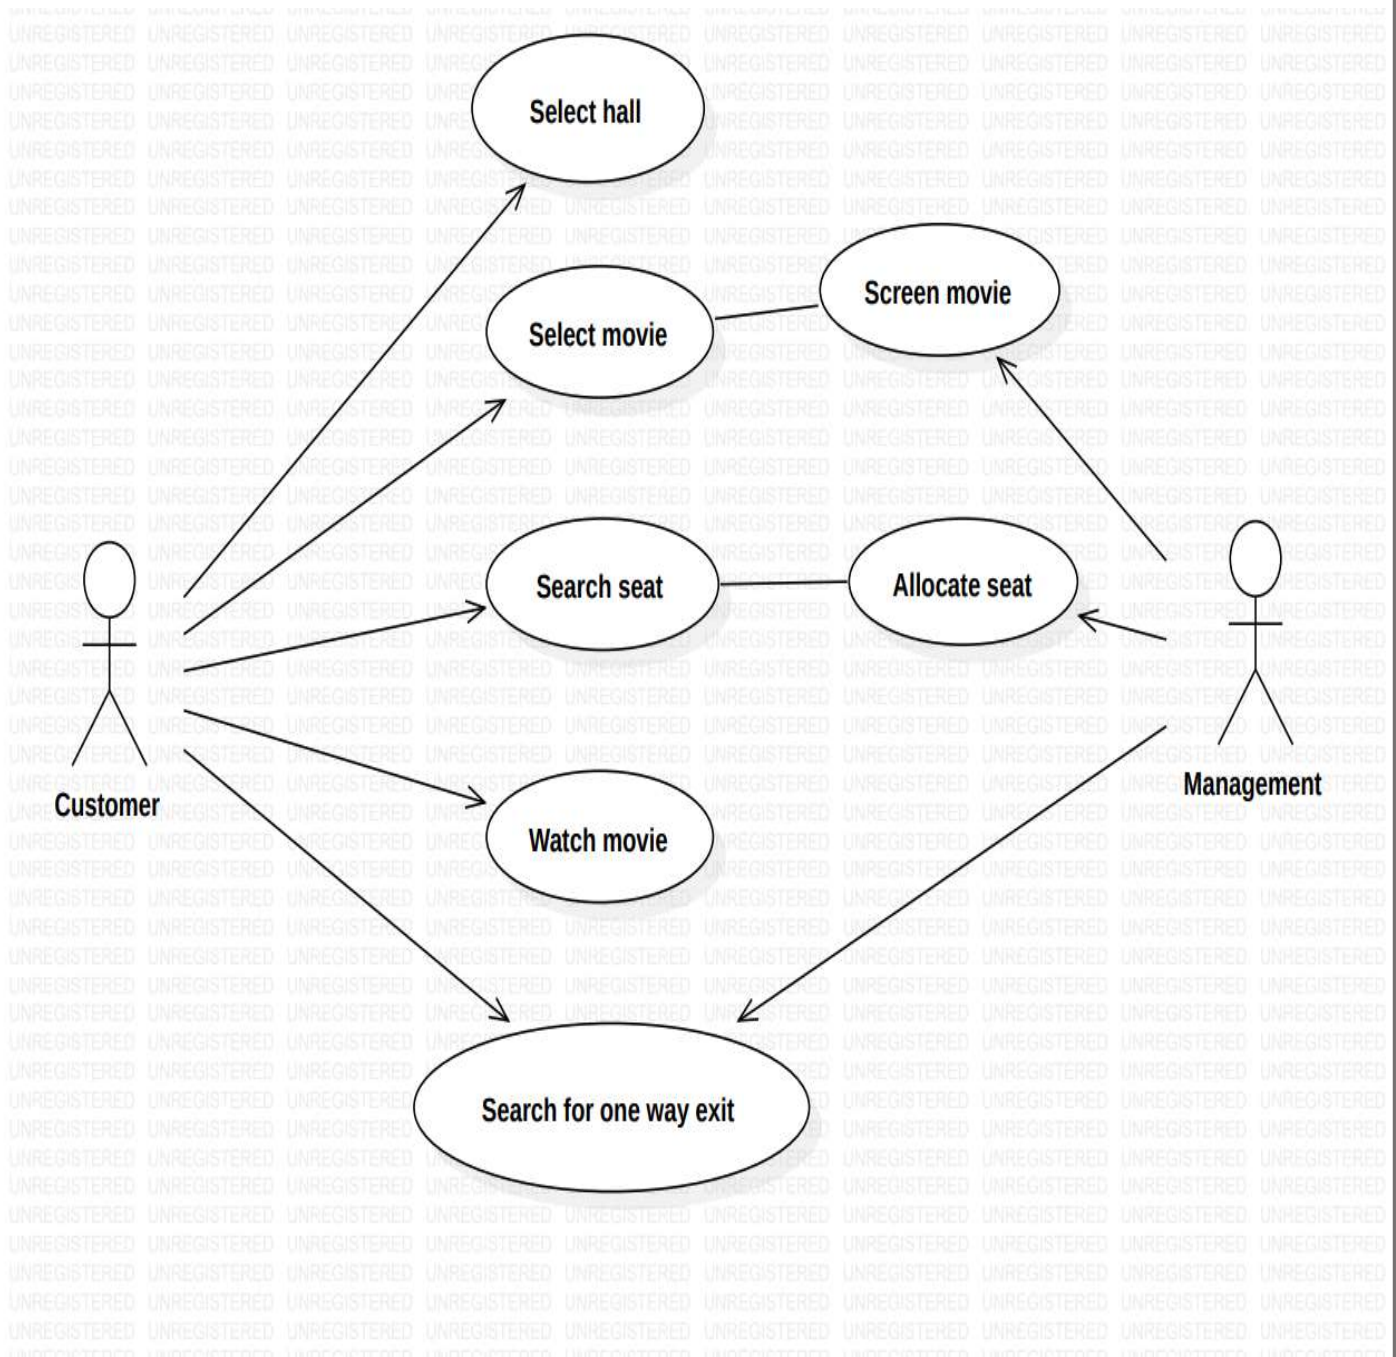 Select hall
Screen movie
Select movie
Search seat
Allocate seat
Customer
Management
Watch movie
Search for one way exit
UNREGISTERED